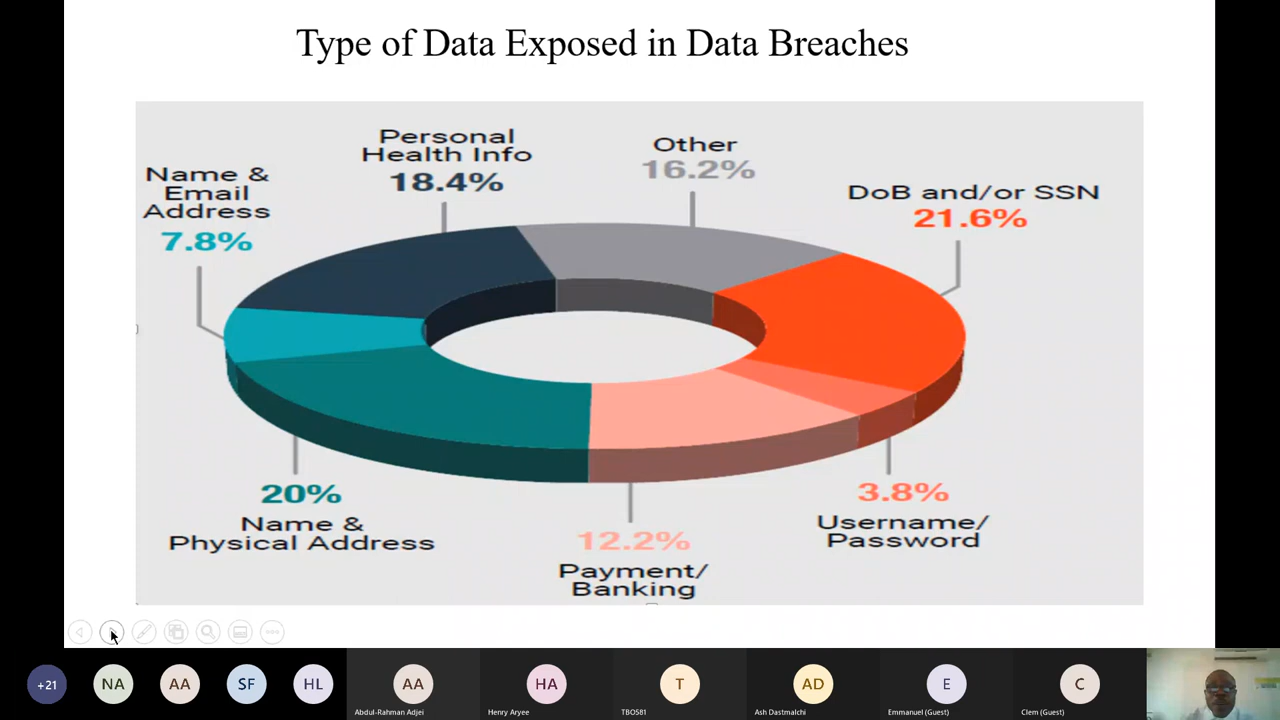 Type of Data Exposed in Data Breaches
Personal
Health Info
18.4%
Other
16.2%
Name &
Email
Address
7.8%
DoB and/or SSN
21.6%
20%
Name &
Physical Address
12.2%
Payment/
Banking
3.8%
Username/
Password
+21
NA
AA
SF
HL
AA
HA
T
AD
E
C
Abdul-Rahman Adjei
Henry Aryee
TBOS81
Ash Dastmalchi
Emmanuel (Guest)
Clem (Guest)